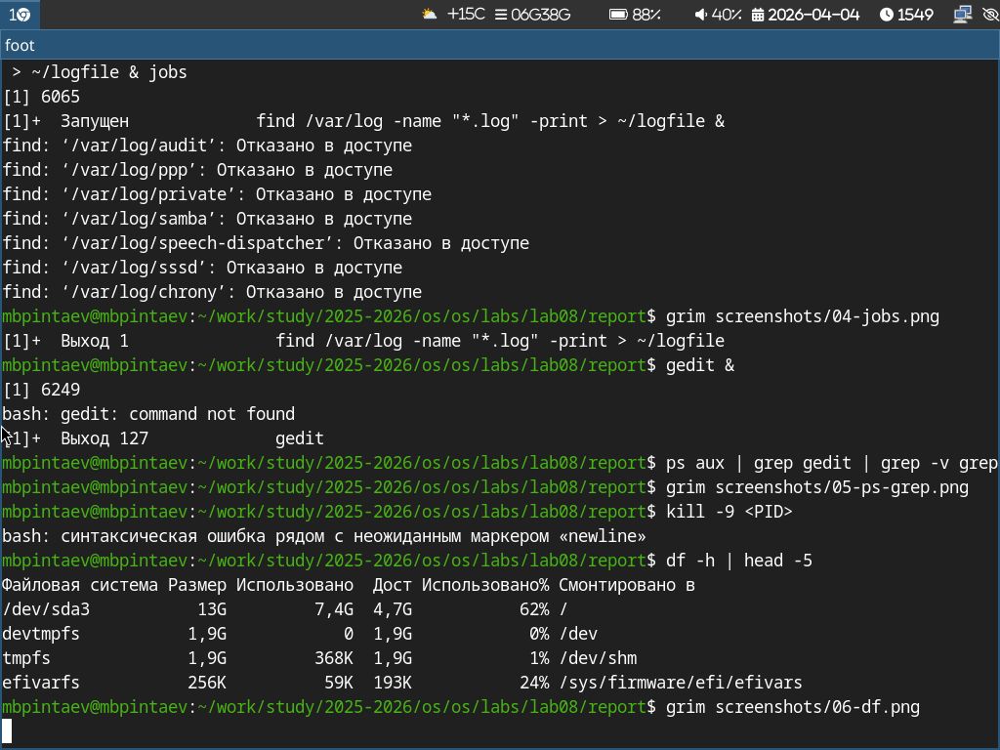 1 +15C 06G38G 88% 40% 2026-04-04 1549
foot
 > ~/logfile & jobs
[1] 6065
[1]+  Запущен             find /var/log -name "*.log" -print > ~/logfile &
find: ‘/var/log/audit’: Отказано в доступе
find: ‘/var/log/ppp’: Отказано в доступе
find: ‘/var/log/private’: Отказано в доступе
find: ‘/var/log/samba’: Отказано в доступе
find: ‘/var/log/speech-dispatcher’: Отказано в доступе
find: ‘/var/log/sssd’: Отказано в доступе
find: ‘/var/log/chrony’: Отказано в доступе
mbpintaev@mbpintaev:~/work/study/2025-2026/os/os/labs/lab08/report$ grim screenshots/04-jobs.png
[1]+  Выход 1               find /var/log -name "*.log" -print > ~/logfile
mbpintaev@mbpintaev:~/work/study/2025-2026/os/os/labs/lab08/report$ gedit &
[1] 6249
bash: gedit: command not found
[1]+  Выход 127             gedit
mbpintaev@mbpintaev:~/work/study/2025-2026/os/os/labs/lab08/report$ ps aux | grep gedit | grep -v grep
mbpintaev@mbpintaev:~/work/study/2025-2026/os/os/labs/lab08/report$ grim screenshots/05-ps-grep.png
mbpintaev@mbpintaev:~/work/study/2025-2026/os/os/labs/lab08/report$ kill -9 <PID>
bash: синтаксическая ошибка рядом с неожиданным маркером «newline»
mbpintaev@mbpintaev:~/work/study/2025-2026/os/os/labs/lab08/report$ df -h | head -5
Файловая система Размер Использовано  Дост Использовано% Смонтировано в
/dev/sda3           13G         7,4G  4,7G           62% /
devtmpfs           1,9G            0  1,9G            0% /dev
tmpfs              1,9G         368K  1,9G            1% /dev/shm
efivarfs           256K          59K  193K           24% /sys/firmware/efi/efivars
mbpintaev@mbpintaev:~/work/study/2025-2026/os/os/labs/lab08/report$ grim screenshots/06-df.png